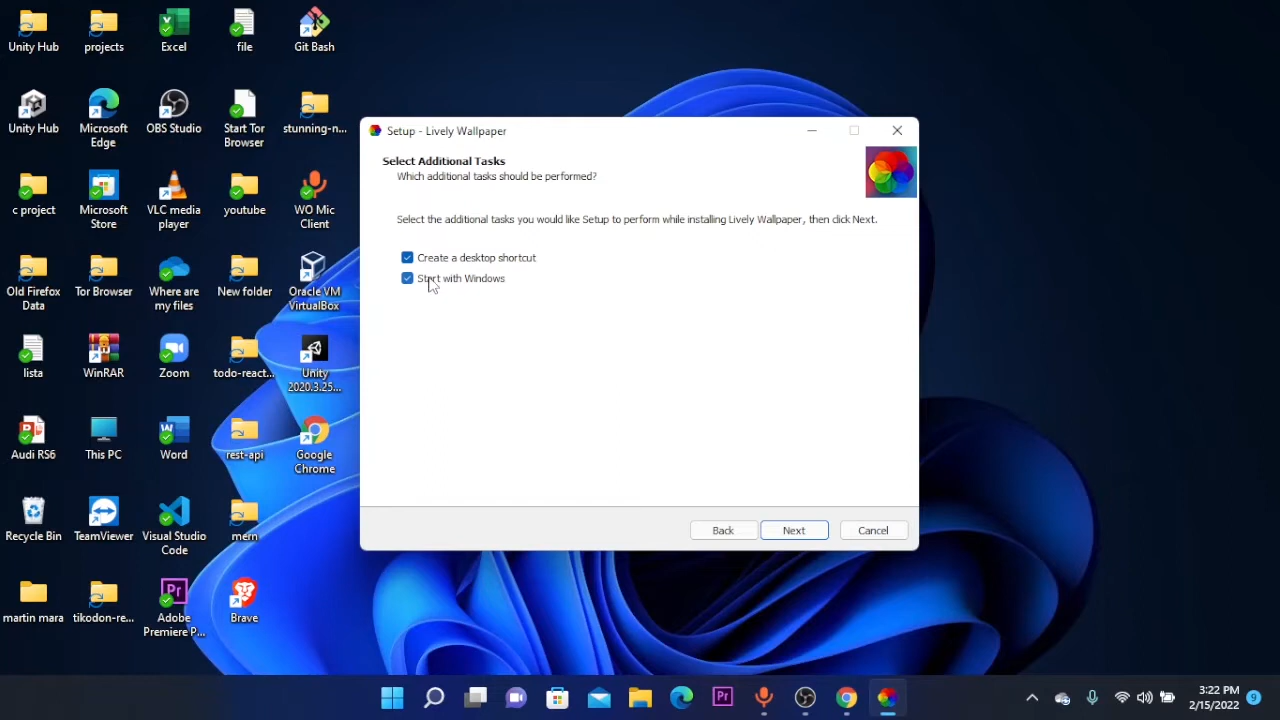 Unity Hub
projects
Excel
file
Git Bash
Unity Hub
Microsoft
Edge
OBS Studio
Start Tor
Browser
stunning-n...
c project
Microsoft
Store
VLC media
player
youtube
WO Mic
Client
Old Firefox
Data
Tor Browser
Where are
my files
New folder
Oracle VM
VirtualBox
lista
WinRAR
Zoom
todo-react...
Unity
2020.3.25...
Audi RS6
This PC
Word
rest-api
Google
Chrome
Recycle Bin
TeamViewer
Visual Studio
Code
mern
martin mara
tikodon-re...
Adobe
Premiere P...
Brave
Setup - Lively Wallpaper
Select Additional Tasks
Which additional tasks should be performed?
Select the additional tasks you would like Setup to perform while installing Lively Wallpaper, then click Next.
Create a desktop shortcut
Start with Windows
Back
Next
Cancel
3:22 PM
2/15/2022
9